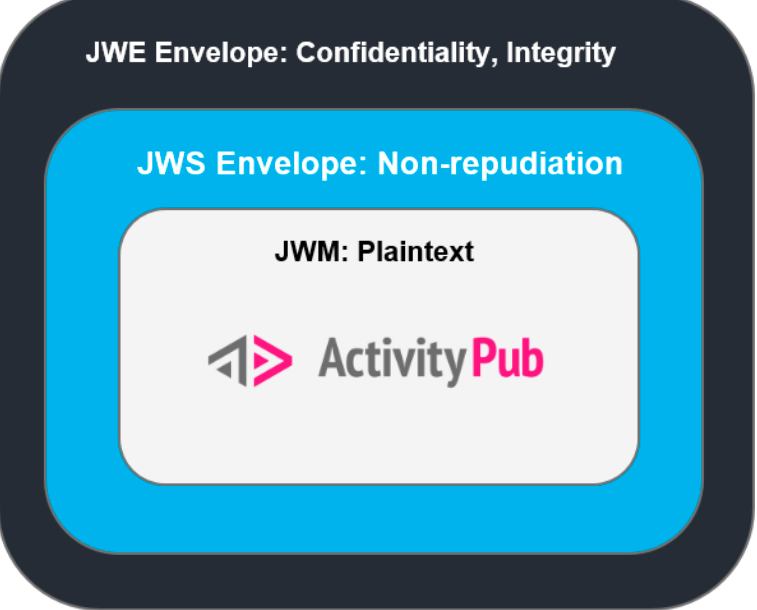 JWE Envelope: Confidentiality, Integrity
JWS Envelope: Non-repudiation
JWM: Plaintext
ActivityPub